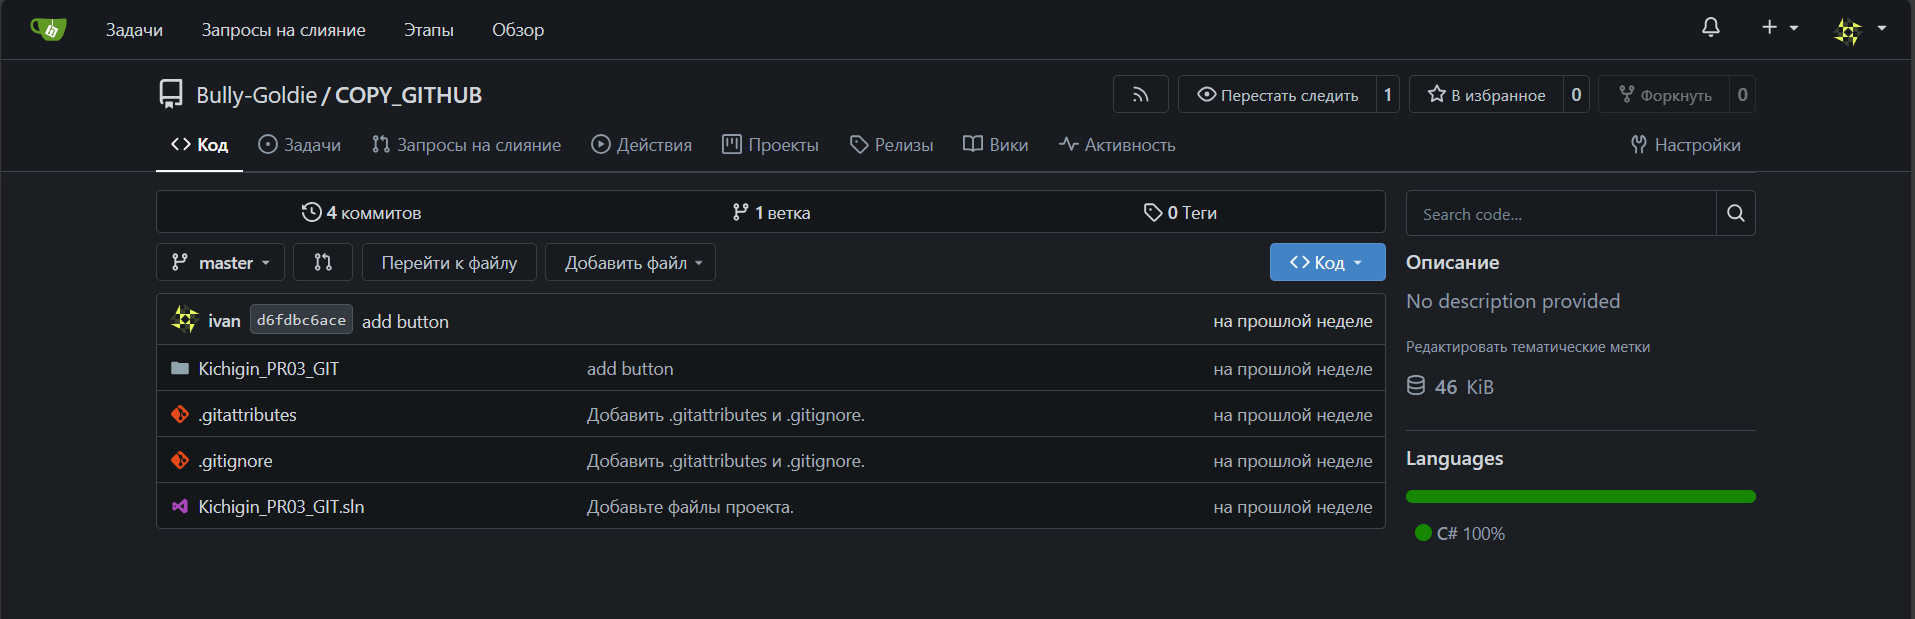 Задачи Запросы на слияние Этапы Обзор
Bully-Goldie / COPY_GITHUB Перестать следить 1 В избранное 0 Форкнуть 0
Код Задачи Запросы на слияние Действия Проекты Релизы Вики Активность Настройки
4 коммитов 1 ветка 0 Теги
Search code...
master Перейти к файлу Добавить файл Код
Описание
No description provided
ivan d6fdbc6ace add button на прошлой неделе
Редактировать тематические метки
Kichigin_PR03_GIT add button на прошлой неделе
46 KiB
.gitattributes Добавить .gitattributes и .gitignore. на прошлой неделе
.gitignore Добавить .gitattributes и .gitignore. на прошлой неделе
Languages
Kichigin_PR03_GIT.sln Добавьте файлы проекта. на прошлой неделе
C# 100%